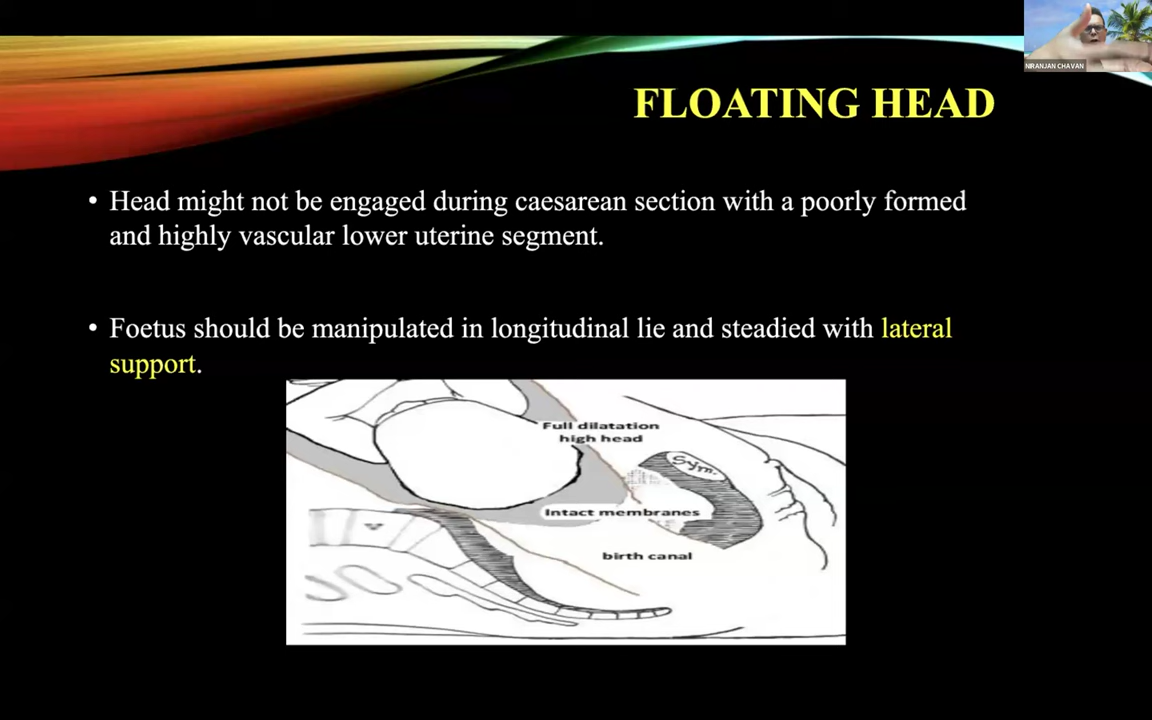 NIRANJAN CHAVAN
FLOATING HEAD
• Head might not be engaged during caesarean section with a poorly formed
and highly vascular lower uterine segment.
• Foetus should be manipulated in longitudinal lie and steadied with lateral
support.
Full dilatation
high head
Sym.
Intact membranes
birth canal